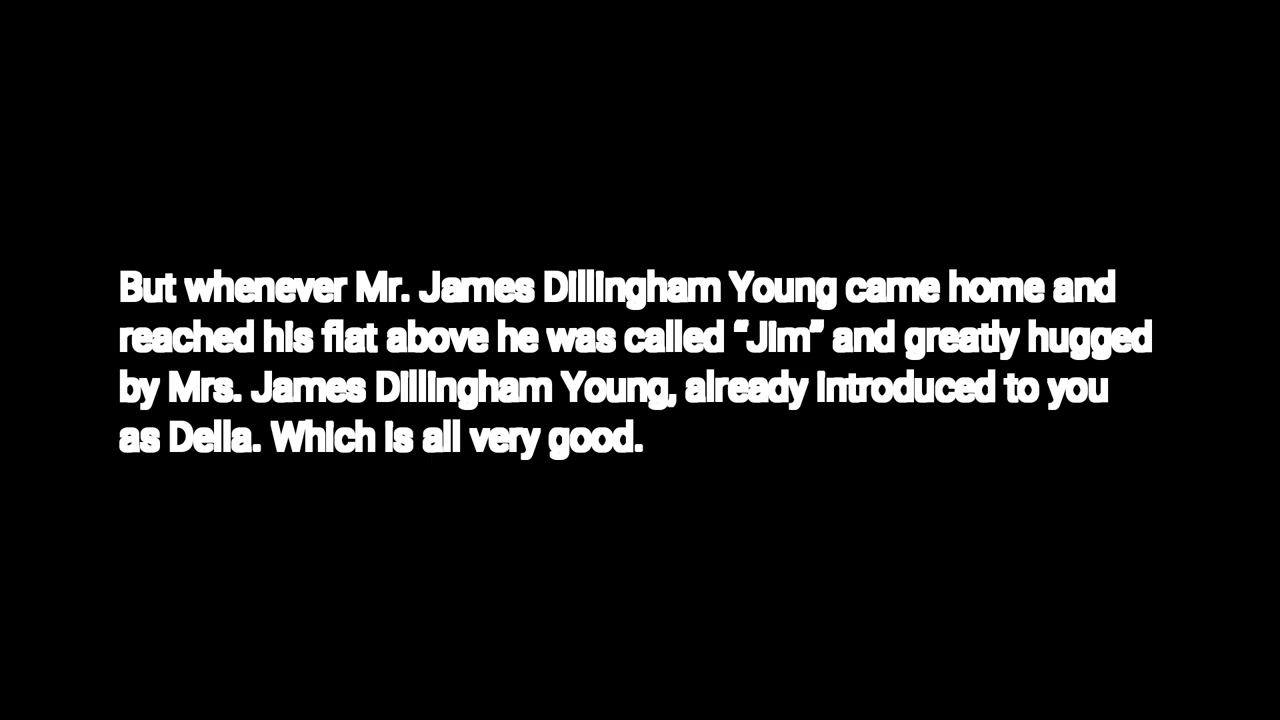 But whenever Mr. James Dillingham Young came home and
reached his flat above he was called “Jim” and greatly hugged
by Mrs. James Dillingham Young, already introduced to you
as Della. Which is all very good.